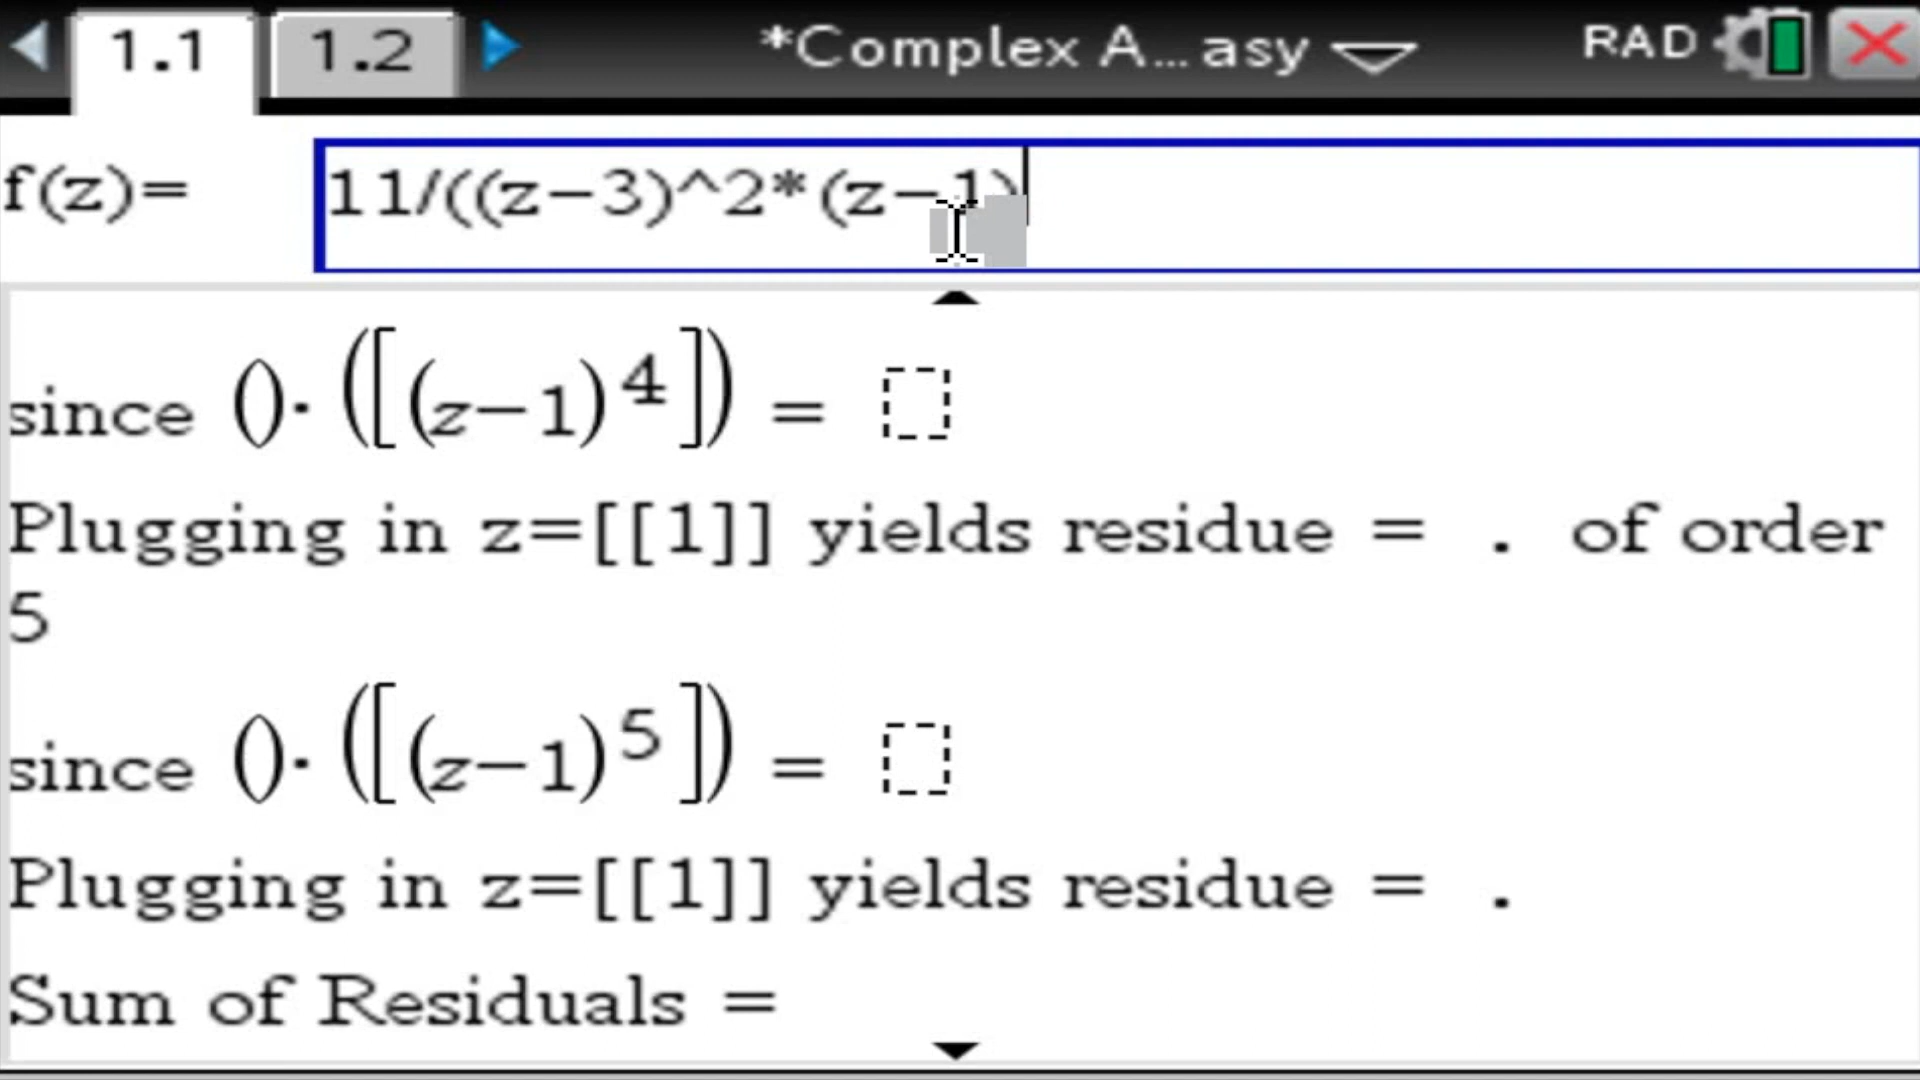 1.1 1.2 *Complex A...asy RAD
f(z)= 11/((z−3)^2*(z−1)
since ()·([(z−1)^4]) =
Plugging in z=[[1]] yields residue = . of order
5
since ()·([(z−1)^5]) =
Plugging in z=[[1]] yields residue = .
Sum of Residuals =